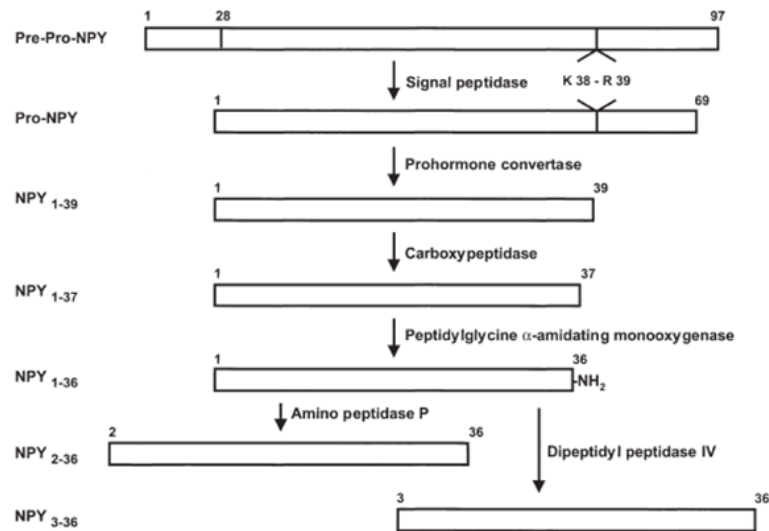 1 28 97
Pre-Pro-NPY
Signal peptidase K 38 - R 39
1 69
Pro-NPY
Prohormone convertase
1 39
NPY 1-39
Carboxypeptidase
1 37
NPY 1-37
Peptidylglycine α-amidating monooxygenase
1 36
NPY 1-36 -NH2
Amino peptidase P
2 36
NPY 2-36 Dipeptidyl peptidase IV
3 36
NPY 3-36